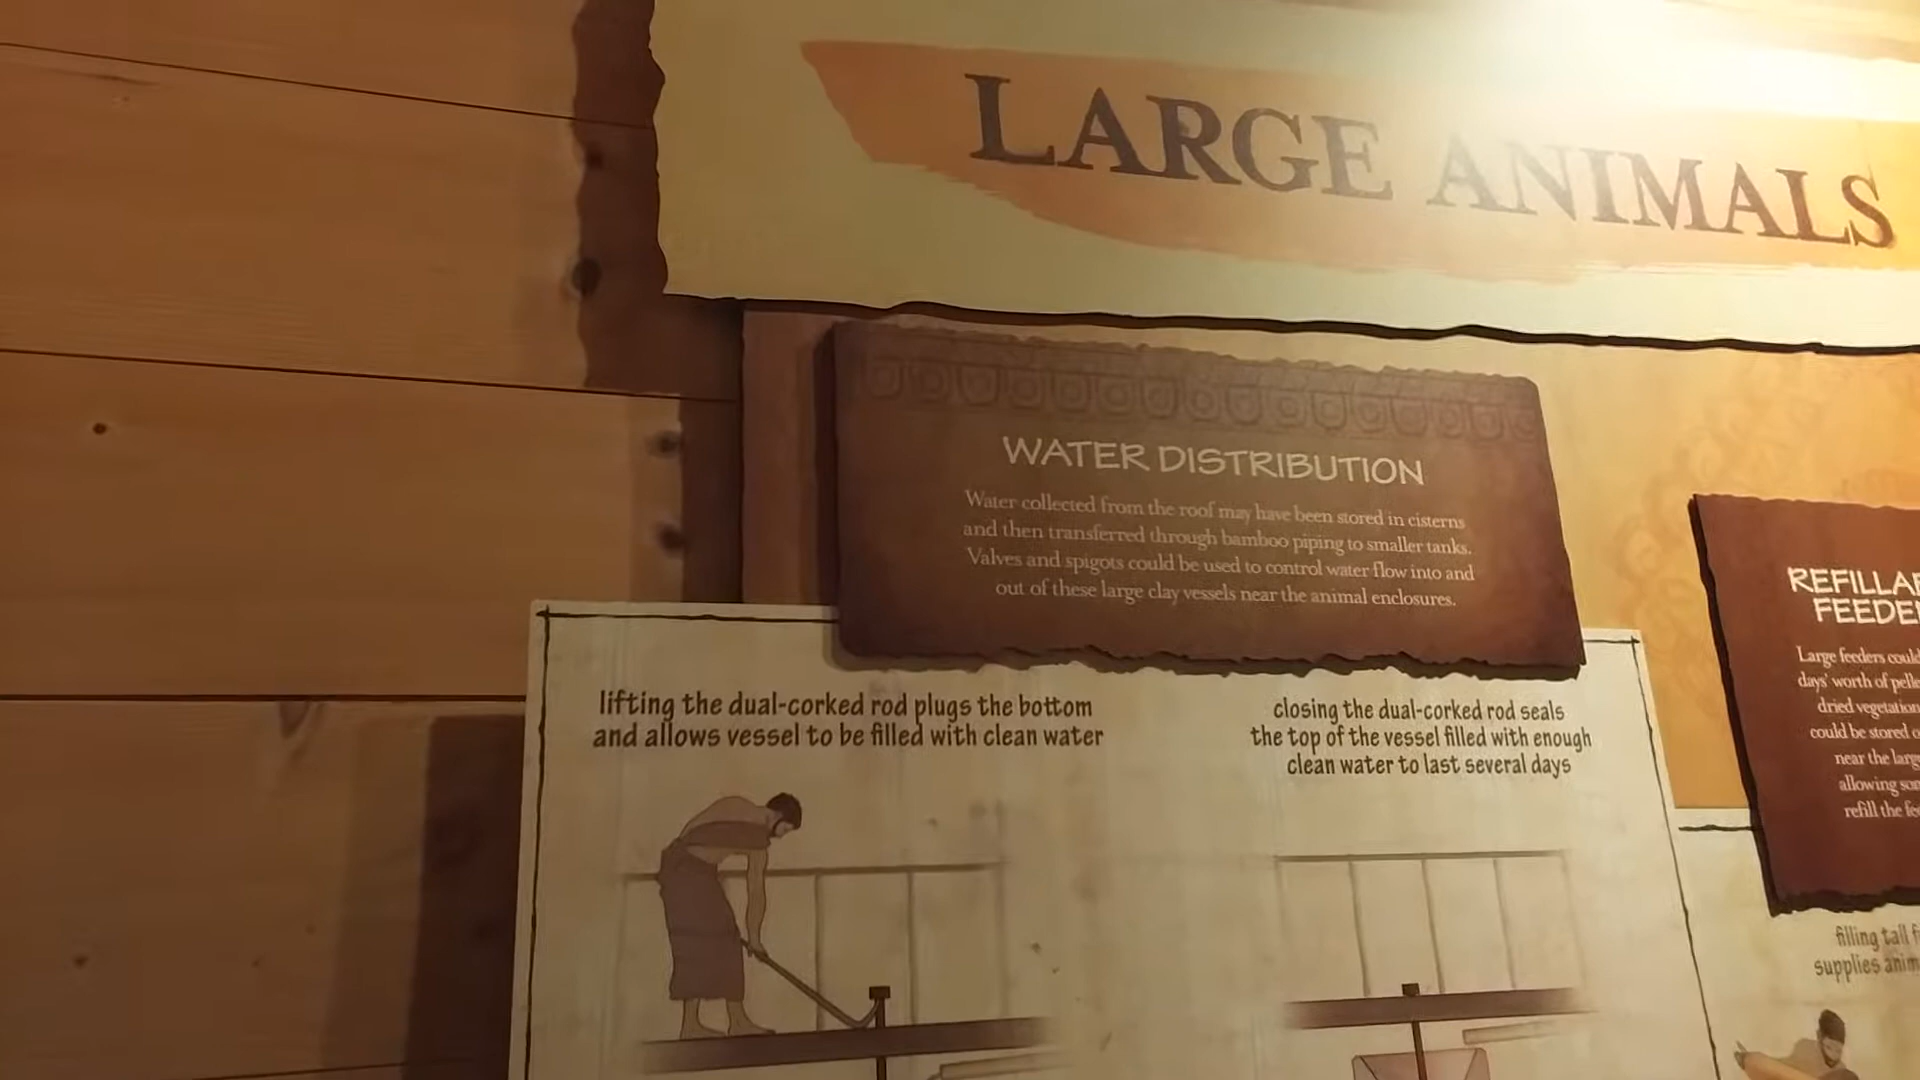 LARGE ANIMALS
WATER DISTRIBUTION
Water collected from the roof may have been stored in cisterns
and then transferred through bamboo piping to smaller tanks.
Valves and spigots could be used to control water flow into and
out of these large clay vessels near the animal enclosures.
lifting the dual-corked rod plugs the bottom
and allows vessel to be filled with clean water
closing the dual-corked rod seals
the top of the vessel filled with enough
clean water to last several days
Large feeders could
days' worth of
dried vegetation
could be stored
near the
allowing
refill the
filling tall
supplies